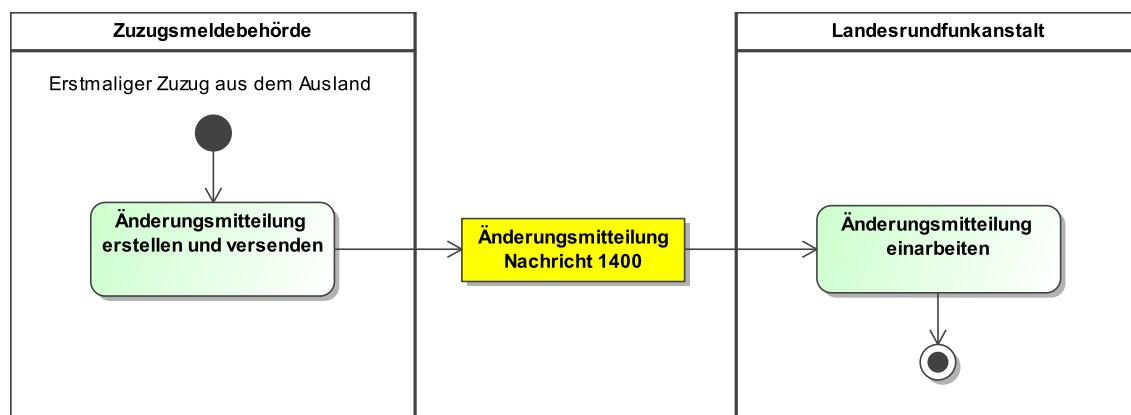 Zuzugsmeldebehörde
Landesrundfunkanstalt
Erstmaliger Zuzug aus dem Ausland
Änderungsmitteilung
erstellen und versenden
Änderungsmitteilung
Nachricht 1400
Änderungsmitteilung
einarbeiten